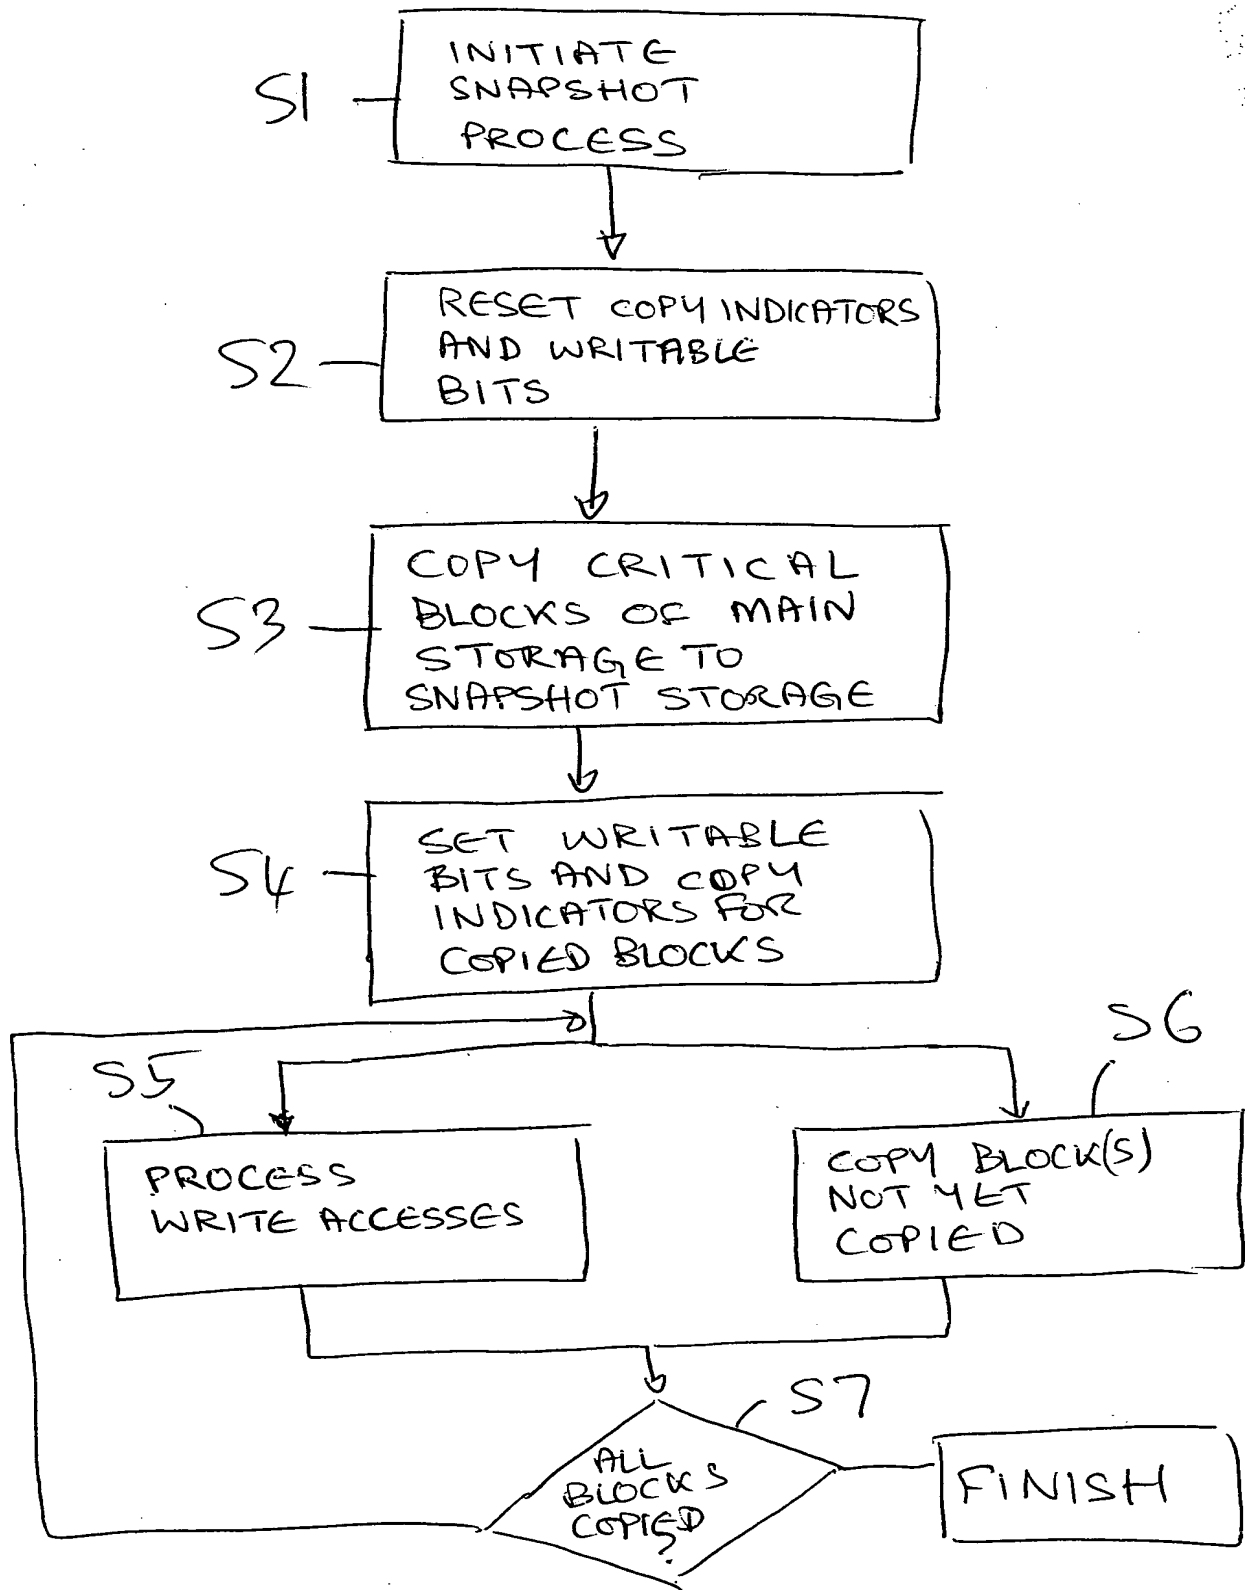 S1
INITIATE
SNAPSHOT
PROCESS
S2
RESET COPY INDICATORS
AND WRITABLE
BITS
S3
COPY CRITICAL
BLOCKS OF MAIN
STORAGE TO
SNAPSHOT STORAGE
S4
SET WRITABLE
BITS AND COPY
INDICATORS FOR
COPIED BLOCKS
S5
PROCESS
WRITE ACCESSES
S6
COPY BLOCK(S)
NOT YET
COPIED
S7
ALL
BLOCKS
COPIED
?
FINISH